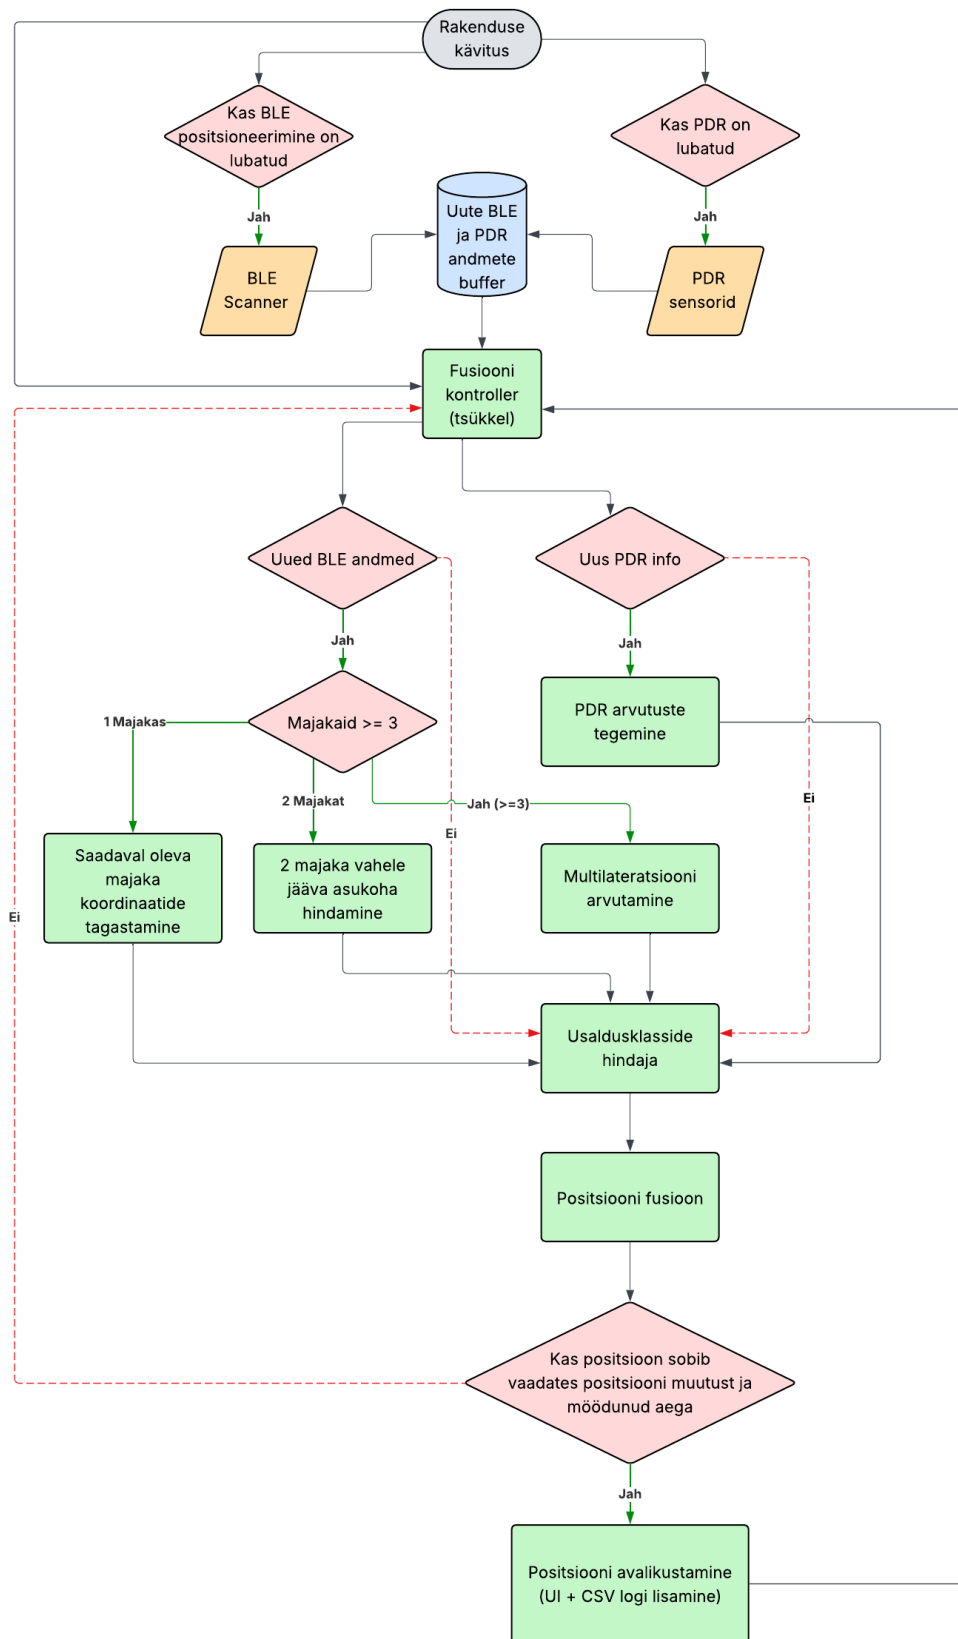 Rakenduse
kävitus
Kas BLE
positsioneerimine on
lubatud
Kas PDR on
lubatud
Jah
Jah
Uute BLE
ja PDR
andmete
buffer
BLE
Scanner
PDR
sensorid
Fusiooni
kontroller
(tsükkel)
Uued BLE andmed
Uus PDR info
Jah
Jah
1 Majakas
Majakaid >= 3
PDR arvutuste
tegemine
2 Majakat
Jah (>=3)
Ei
Ei
Saadaval oleva
majaka
koordinaatide
tagastamine
2 majaka vahele
jääva asukoha
hindamine
Multilateratsiooni
arvutamine
Ei
Usaldusklasside
hindaja
Positsiooni fusioon
Kas positsioon sobib
vaadates positsiooni muutust ja
möödunud aega
Jah
Positsiooni avalikustamine
(UI + CSV logi lisamine)